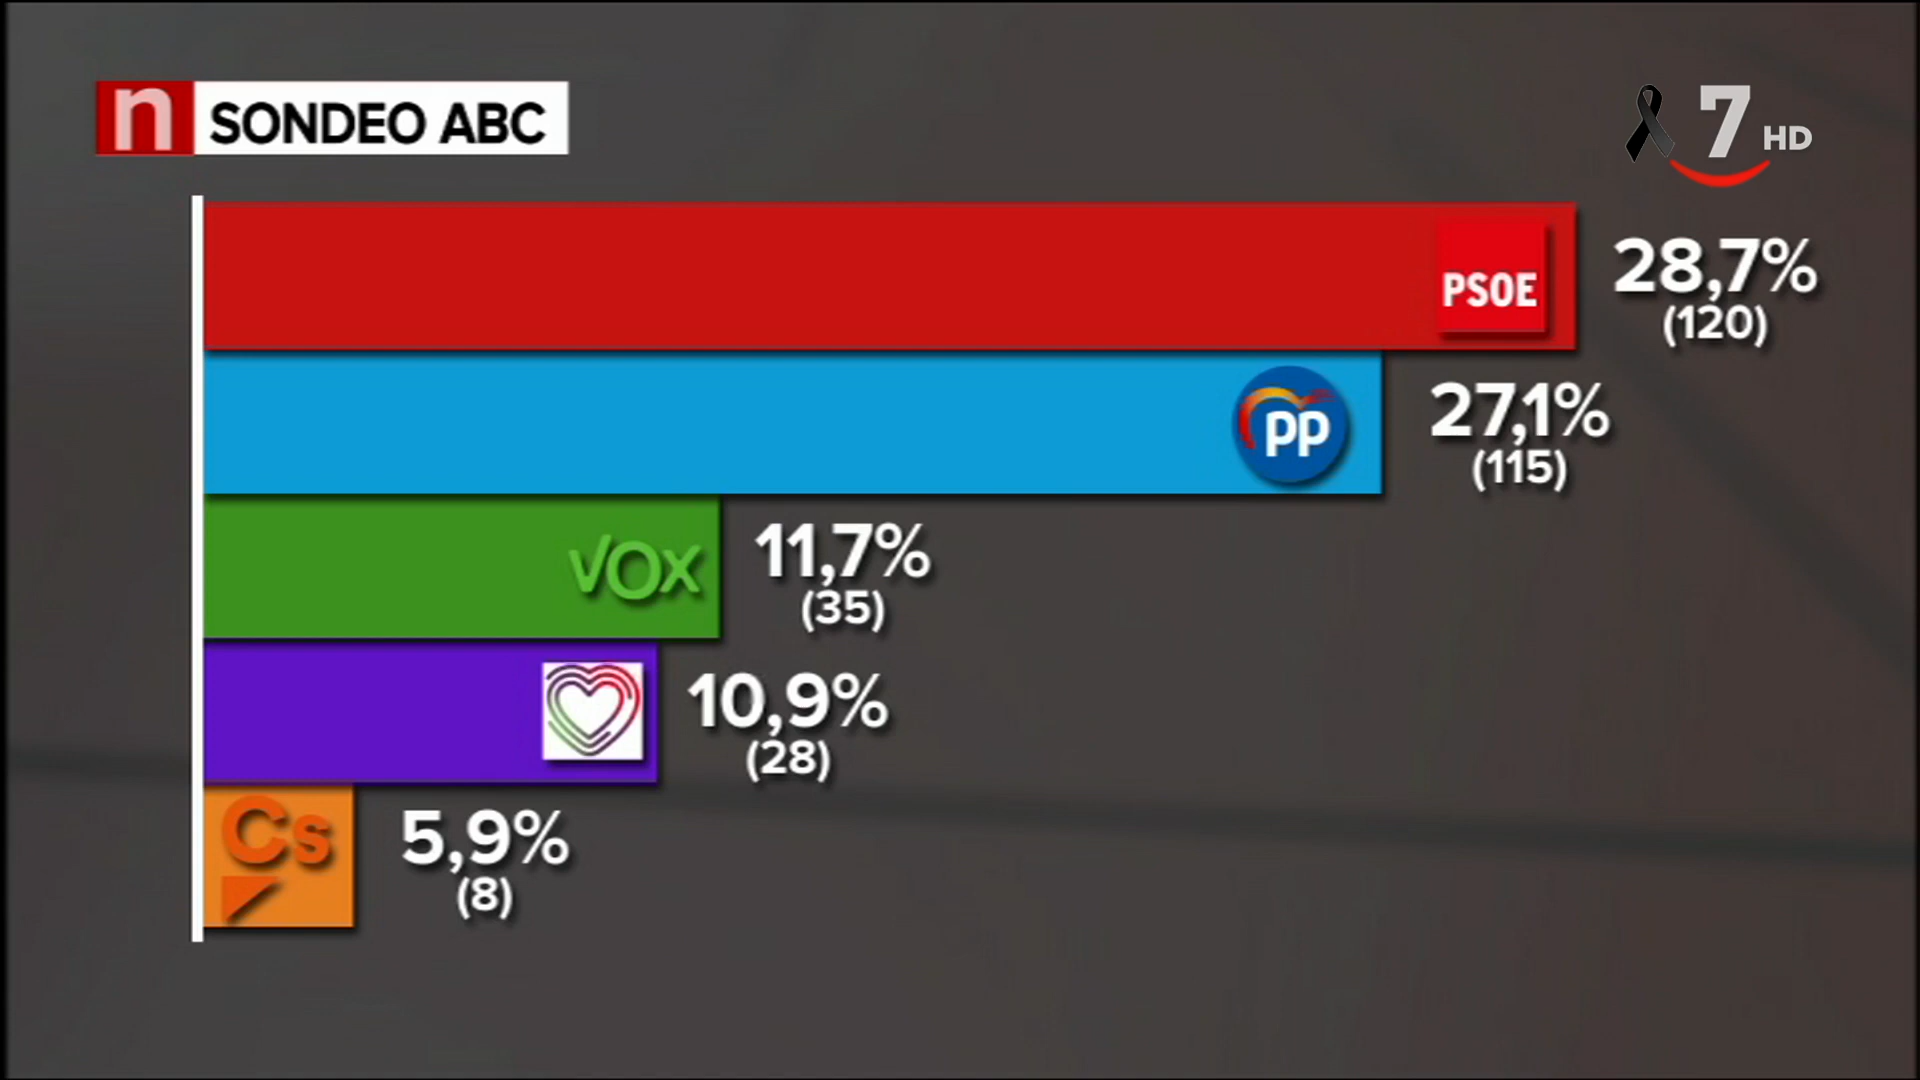 n SONDEO ABC
7 HD
PSOE 28,7%
(120)
pp 27,1%
(115)
VOX 11,7%
(35)
10,9%
(28)
Cs 5,9%
(8)